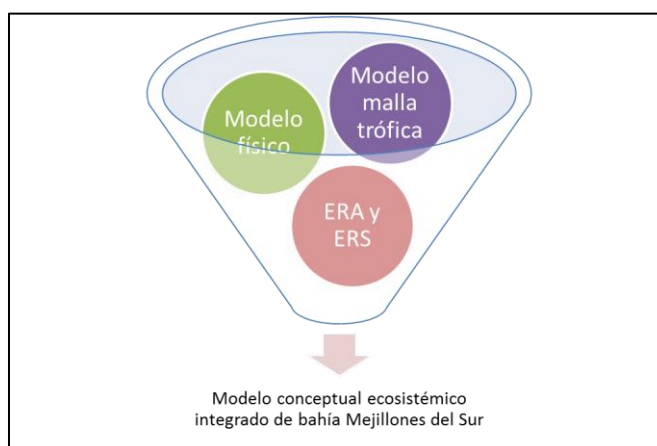 Modelo
físico
Modelo
malla
trófica
ERA y
ERS
Modelo conceptual ecosistémico
integrado de bahía Mejillones del Sur